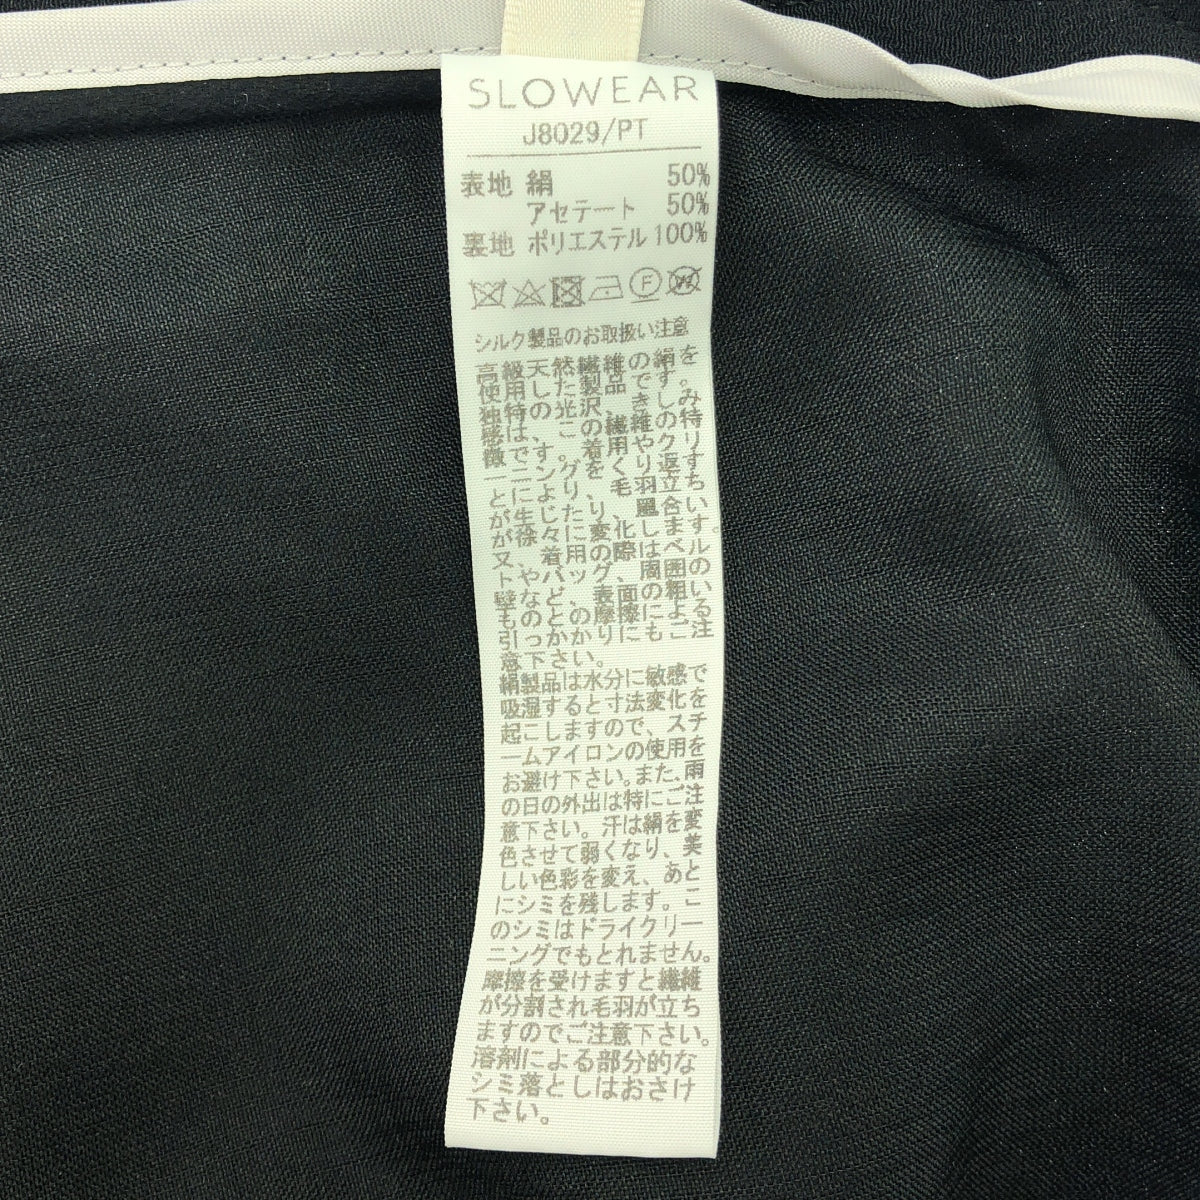 SLOWEAR
J8029/PT
表地 絹 50%
アセテート 50%
裏地 ポリエステル 100%
F W
シルク製品のお取扱い注意
高級天然繊維の絹を
使用した製品です。
独特の光沢、きしみ
感は、この繊維の特
徴です。着用やクリ
ーニングをくり返すこ
とにより、毛羽立ち
が生じたり、風合い
が徐々に変化します。
又、着用の際はベル
トやバッグ、周囲の
壁など、表面の粗い
ものとの摩擦による
引っかかりにもご注
意下さい。
絹製品は水分に敏感で
吸湿すると寸法変化を
起こしますので、スチ
ームアイロンの使用を
お避け下さい。また、雨
の日の外出は特にご注
意下さい。汗は絹を変
色させて弱くなり、美
しい色彩を変え、あと
にシミを残します。こ
のシミはドライクリー
ニングでもとれません。
摩擦を受けますと繊維
が分割され毛羽が立ち
ますのでご注意下さい。
溶剤による部分的な
シミ落としはおさけ
下さい。